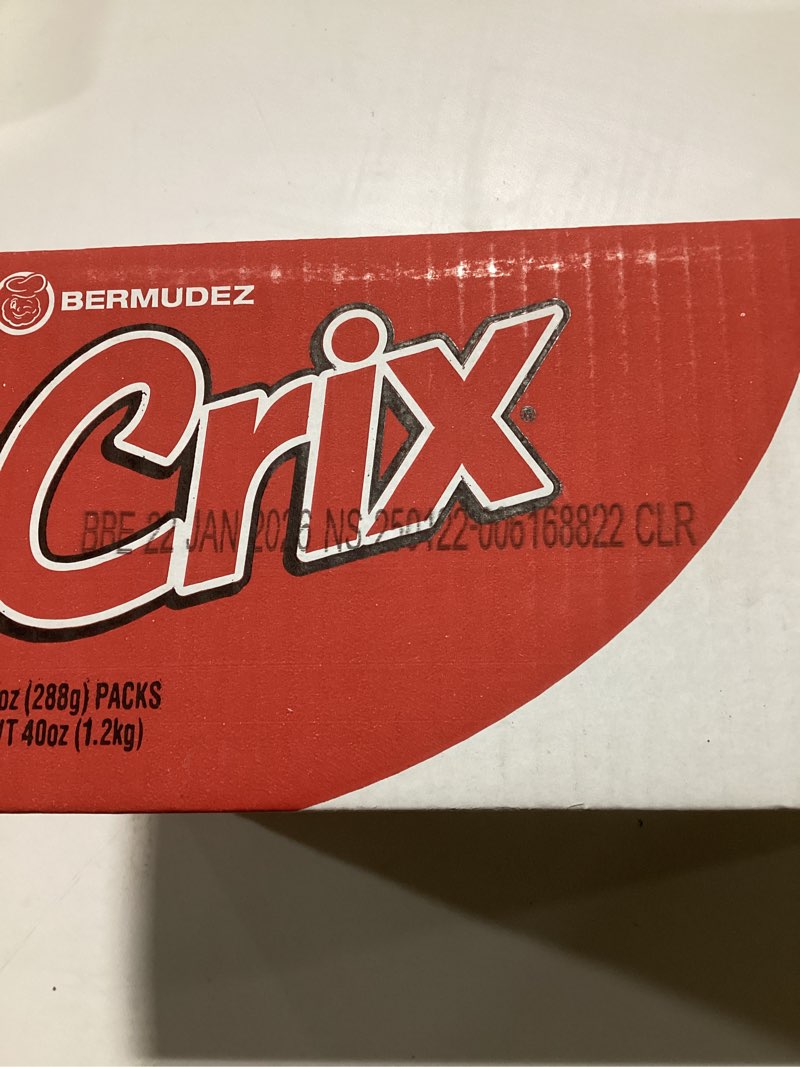 BERMUDEZ
Crix
BBE 22 JAN 2026 NS 250122-006168822 CLR
oz (288g) PACKS
40oz (1.2kg)